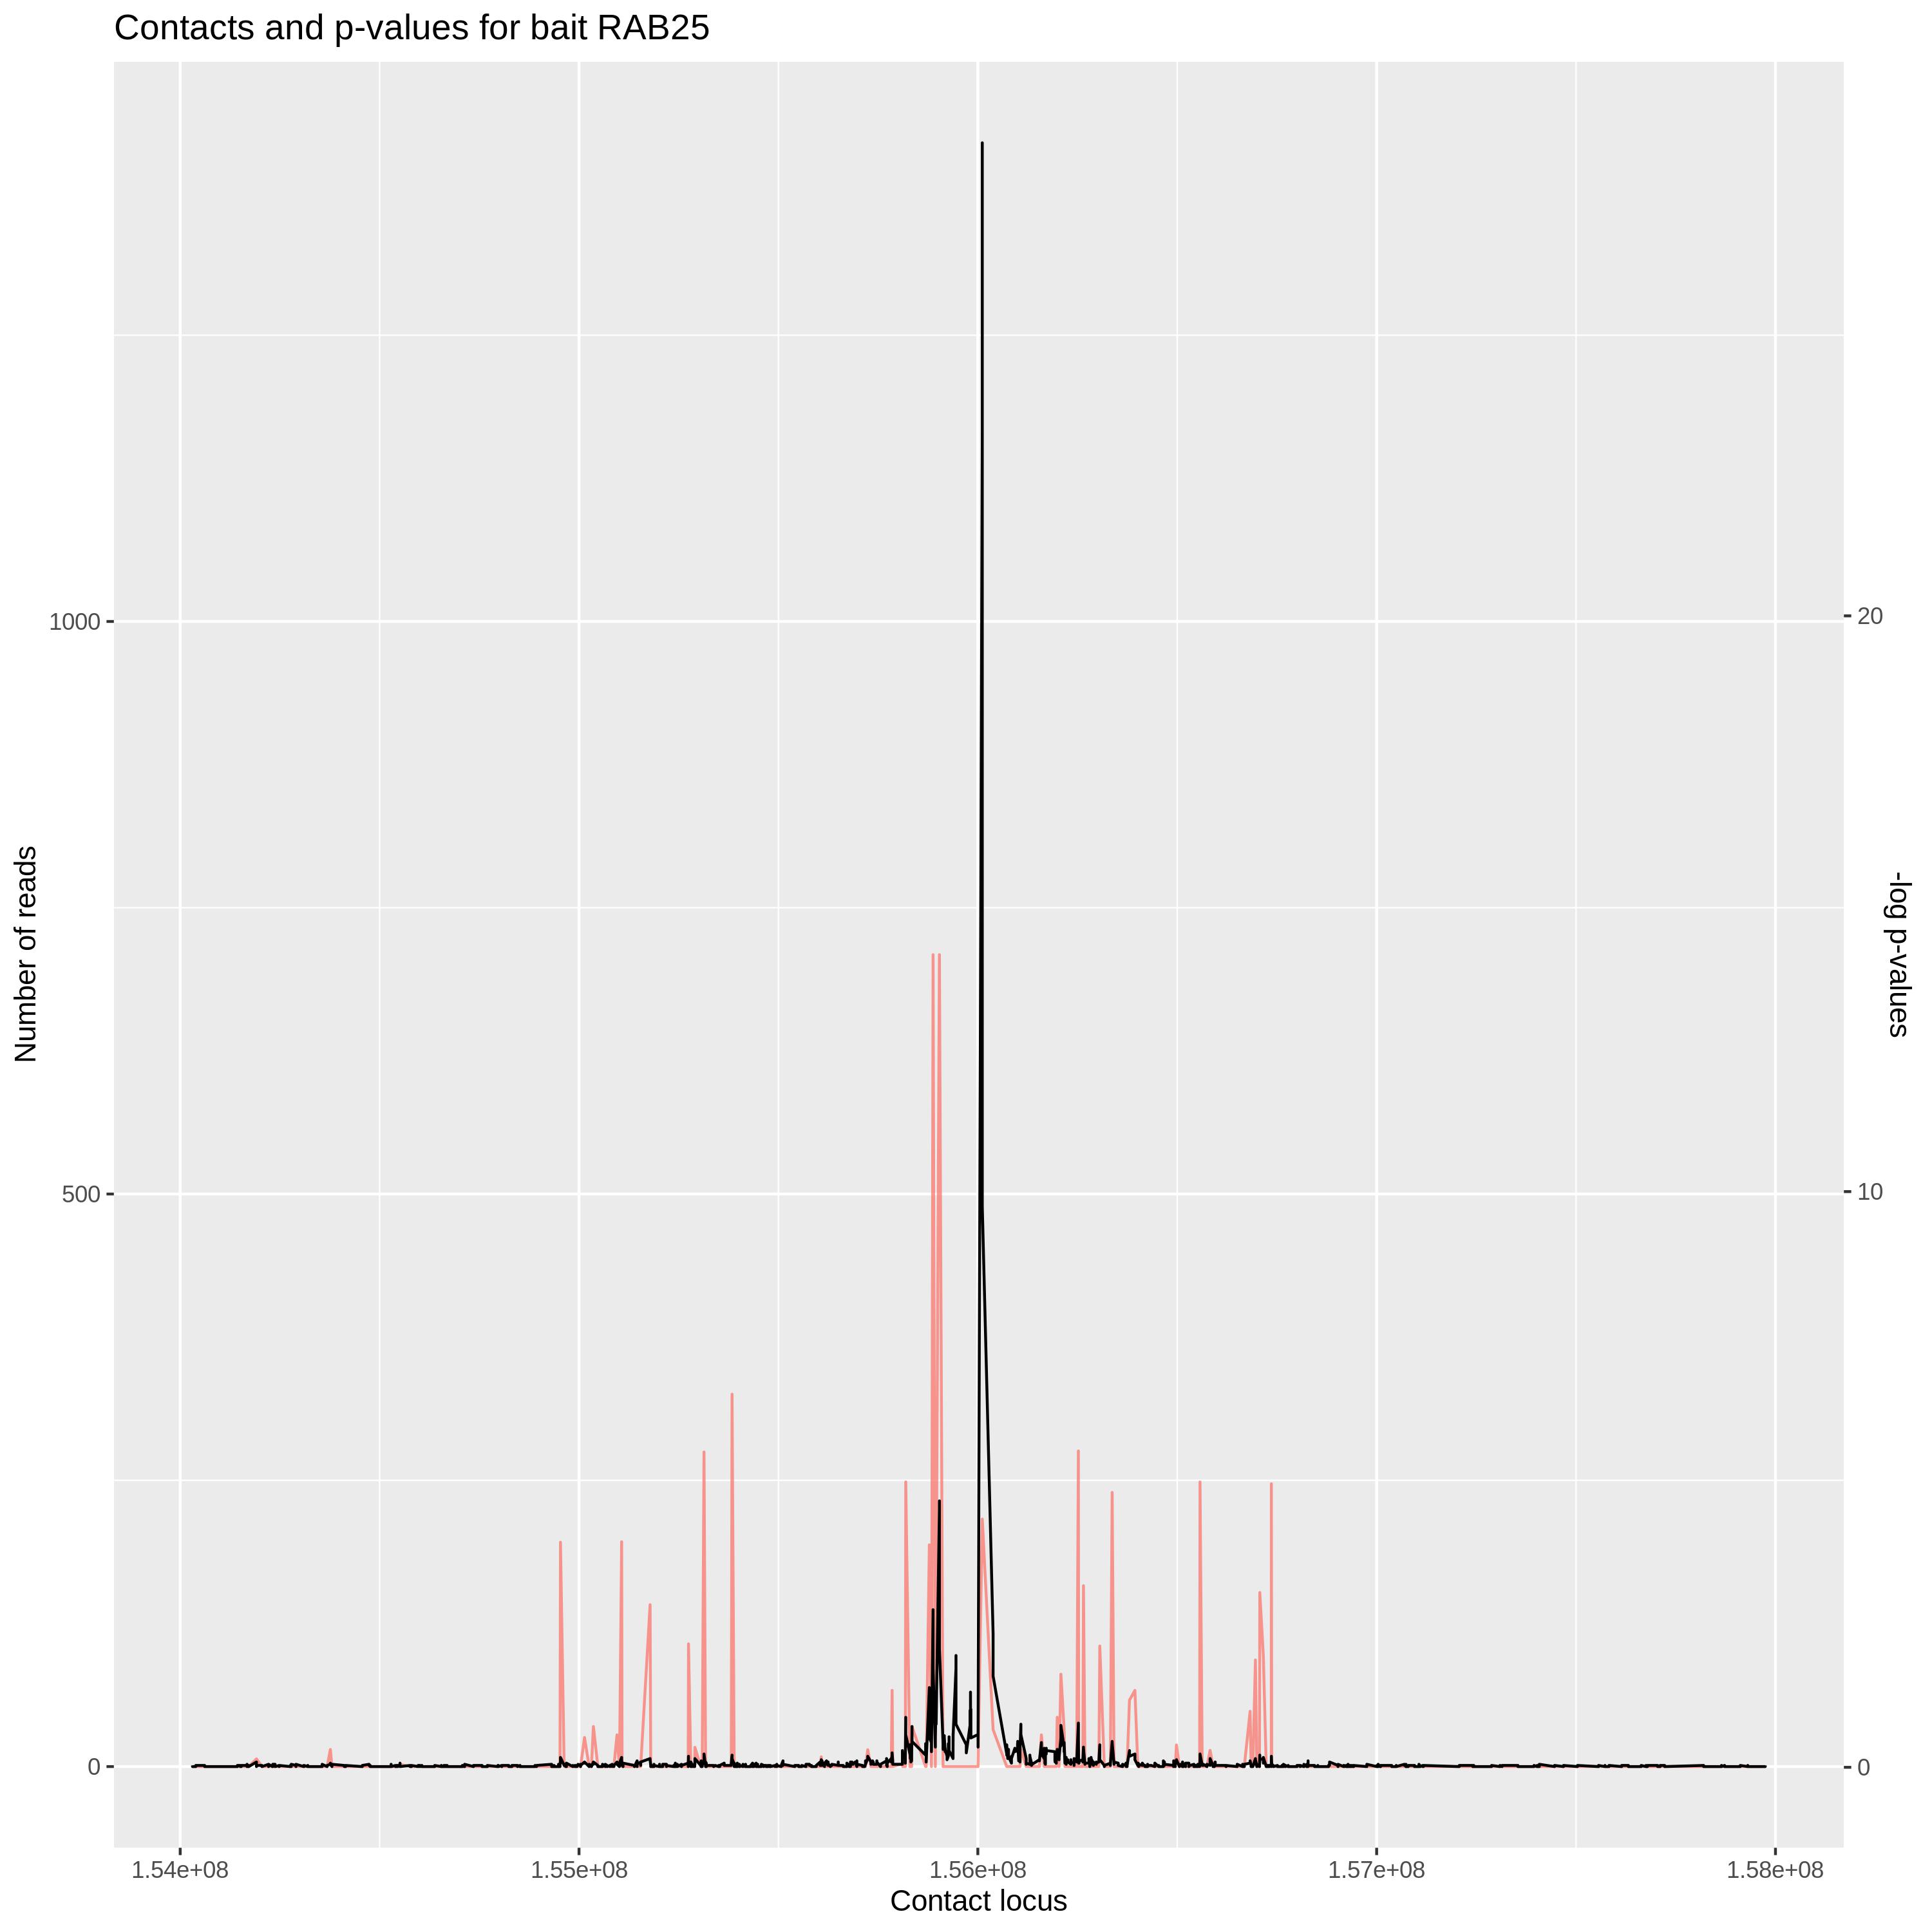 Contacts and p-values for bait RAB25
Number of reads
1000
500
0
20
10
0
-log p-values
1.54e+08
1.55e+08
1.56e+08
1.57e+08
1.58e+08
Contact locus